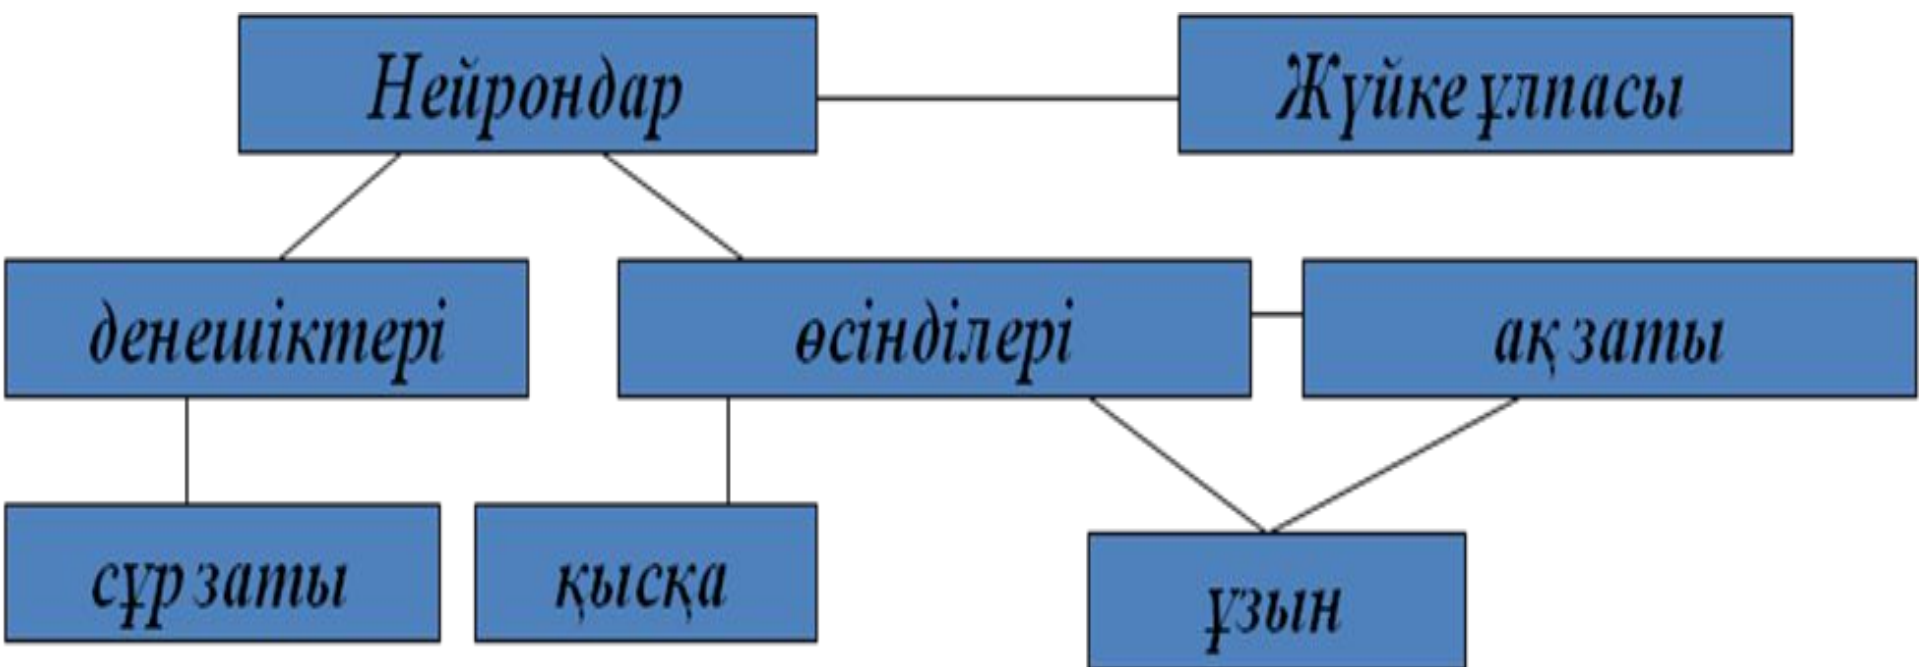 Нейрондар
Жүйке ұлпасы
денешіктері
өсінділері
ақ заты
сұр заты
қысқа
ұзын